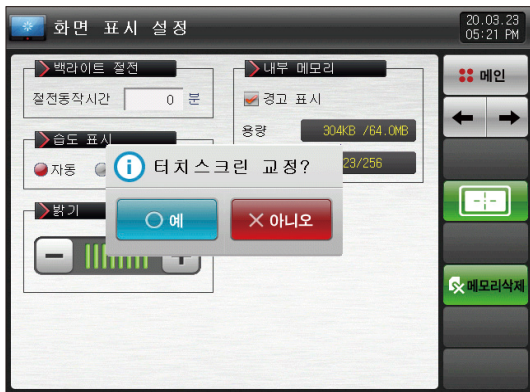 화면 표시 설정
20.03.23
05:21 PM
백라이트 절전
절전동작시간 0 분
습도 표시
자동
밝기
내부 메모리
경고 표시
용량 304KB /64.0MB
23/256
터치스크린 교정?
예
아니오
메인
메모리삭제